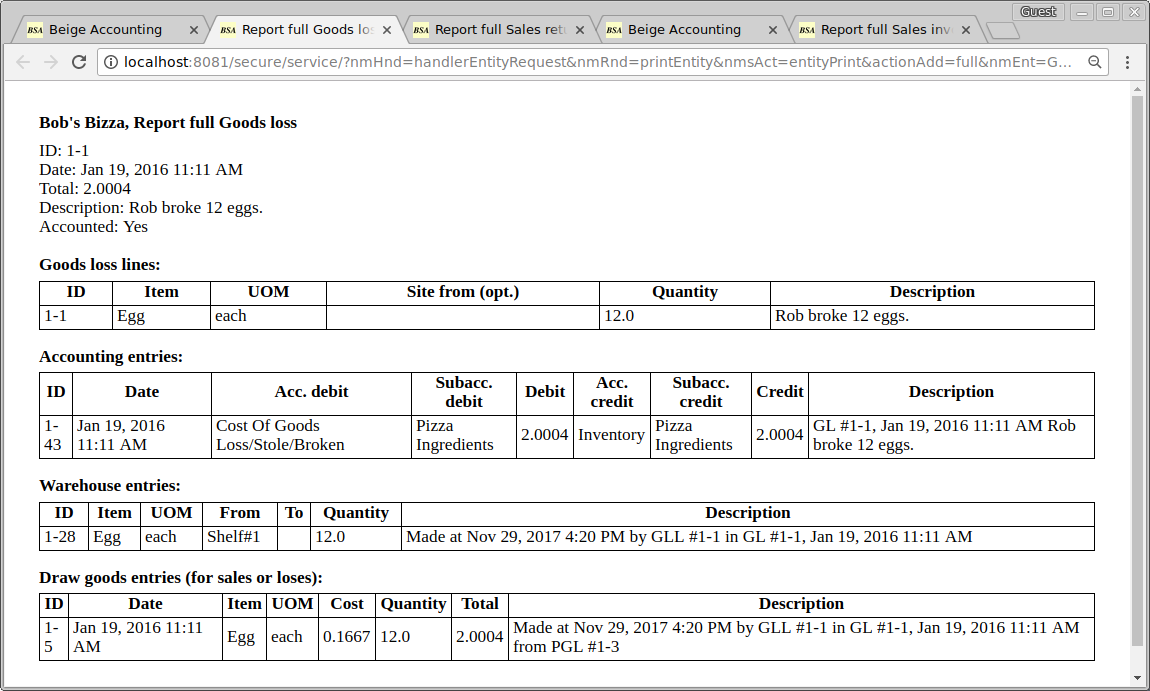 Guest
BSA Beige Accounting
BSA Report full Goods los
BSA Report full Sales retu
BSA Beige Accounting
BSA Report full Sales invo
localhost:8081/secure/service/?nmHnd=handlerEntityRequest&nmRnd=printEntity&nmsAct=entityPrint&actionAdd=full&nmEnt=G...
Bob's Bizza, Report full Goods loss
ID: 1-1
Date: Jan 19, 2016 11:11 AM
Total: 2.0004
Description: Rob broke 12 eggs.
Accounted: Yes
Goods loss lines:
ID Item UOM Site from (opt.) Quantity Description
1-1 Egg each 12.0 Rob broke 12 eggs.
Accounting entries:
ID Date Acc. debit Subacc. debit Debit Acc. credit Subacc. credit Credit Description
1-43 Jan 19, 2016 11:11 AM Cost Of Goods Loss/Stole/Broken Pizza Ingredients 2.0004 Inventory Pizza Ingredients 2.0004 GL #1-1, Jan 19, 2016 11:11 AM Rob broke 12 eggs.
Warehouse entries:
ID Item UOM From To Quantity Description
1-28 Egg each Shelf#1 12.0 Made at Nov 29, 2017 4:20 PM by GLL #1-1 in GL #1-1, Jan 19, 2016 11:11 AM
Draw goods entries (for sales or loses):
ID Date Item UOM Cost Quantity Total Description
1-5 Jan 19, 2016 11:11 AM Egg each 0.1667 12.0 2.0004 Made at Nov 29, 2017 4:20 PM by GLL #1-1 in GL #1-1, Jan 19, 2016 11:11 AM from PGL #1-3